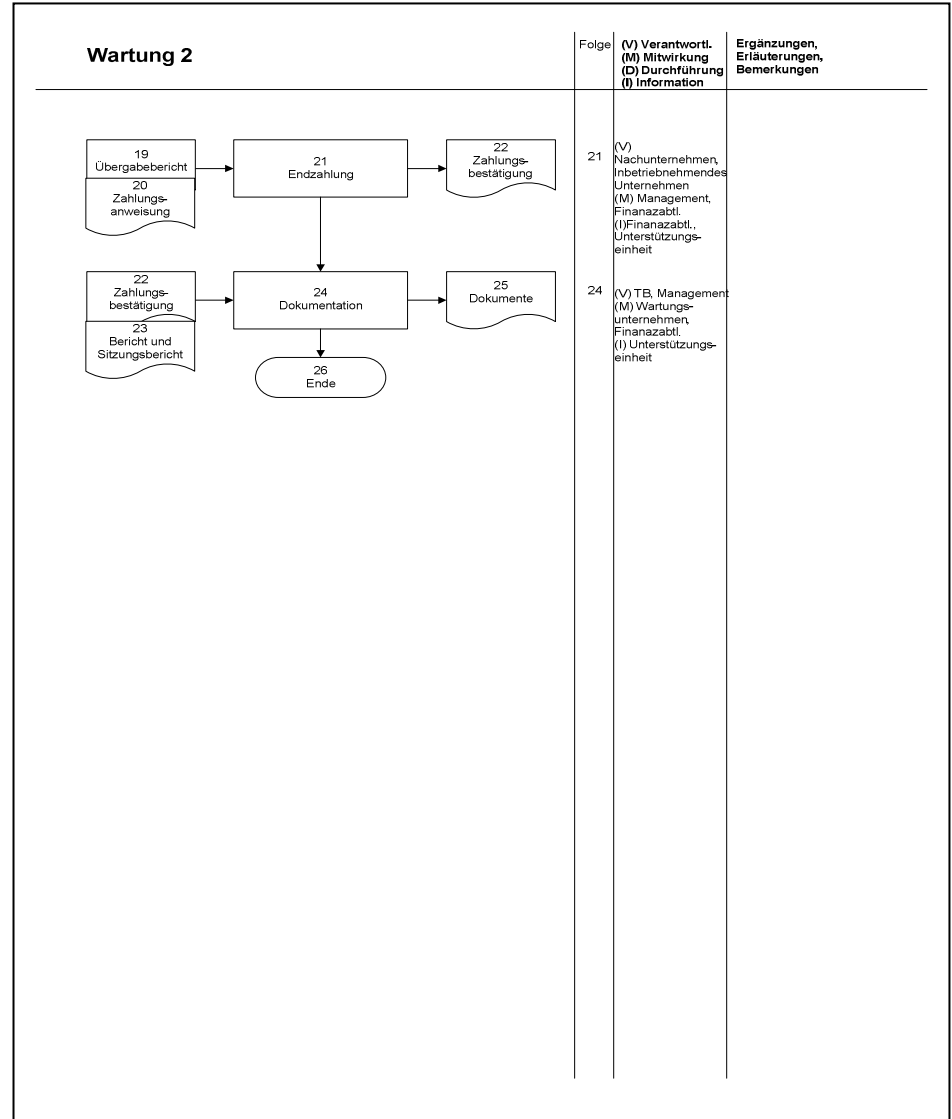 Wartung 2
Folge
(V) Verantwortl.
(M) Mitwirkung
(D) Durchführung
(I) Information
Ergänzungen,
Erläuterungen,
Bemerkungen
19
Übergabebericht
20
Zahlungs-
anweisung
21
Endzahlung
22
Zahlungs-
bestätigung
21
(V)
Nachunternehmen,
Inbetriebnehmendes
Unternehmen
(M) Management,
Finanazabtl.
(I)Finanazabtl.,
Unterstützungs-
einheit
22
Zahlungs-
bestätigung
23
Bericht und
Sitzungsbericht
24
Dokumentation
25
Dokumente
26
Ende
24
(V) TB, Management
(M) Wartungs-
unternehmen,
Finanazabtl.
(I) Unterstützungs-
einheit